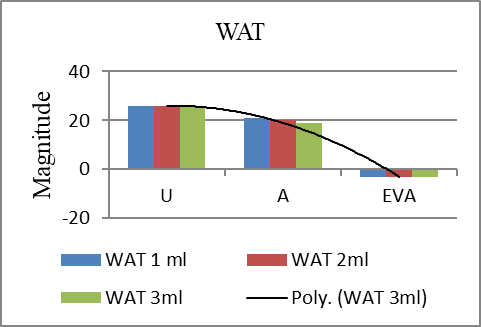 WAT
Magnitude
40
20
0
-20
U A EVA
WAT 1 ml WAT 2ml
WAT 3ml Poly. (WAT 3ml)